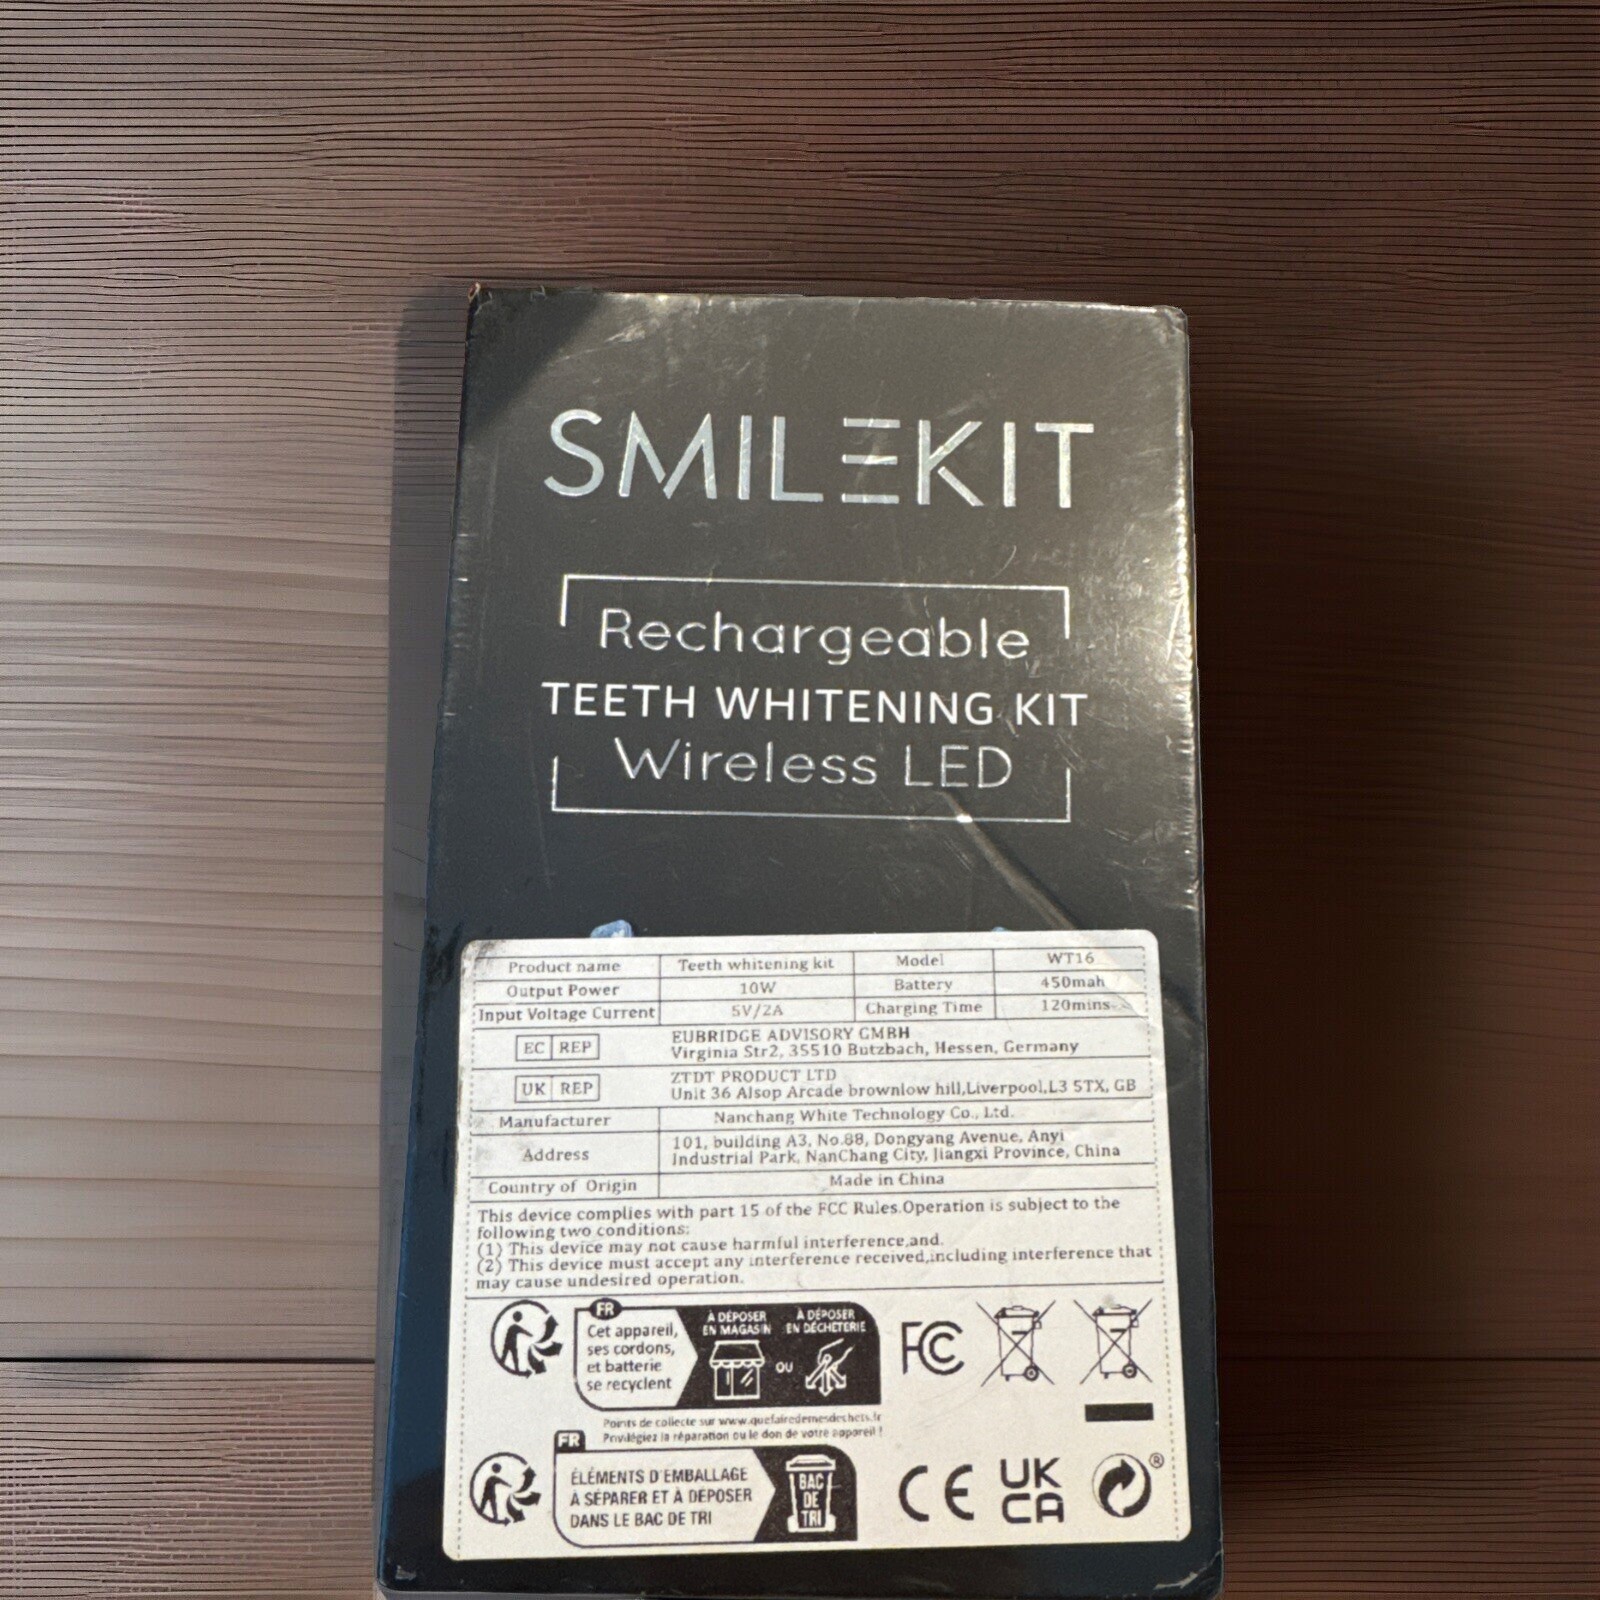 SMILEKIT
Rechargeable
TEETH WHITENING KIT
Wireless LED
Product name Teeth whitening kit Model WT16
Output Power 10W Battery 450mah
Input Voltage Current 5V/2A Charging Time 120mins
EC REP EUBRIDGE ADVISORY GMBH
Virginia Str2, 35510 Butzbach, Hessen, Germany
UK REP ZTDT PRODUCT LTD
Unit 36 Alsop Arcade brownlow hill,Liverpool,L3 5TX, GB
Manufacturer Nanchang White Technology Co., Ltd.
Address 101, building A3, No.88, Dongyang Avenue, Anyi
Industrial Park, NanChang City, Jiangxi Province, China
Country of Origin Made in China
This device complies with part 15 of the FCC Rules.Operation is subject to the
following two conditions:
(1) This device may not cause harmful interference,and.
(2) This device must accept any interference received,including interference that
may cause undesired operation.
FR
Cet appareil,
ses cordons,
et batterie
se recyclent
À DÉPOSER
EN MAGASIN
OU
À DÉPOSER
EN DÉCHÈTERIE
FC
Points de collecte sur www.quefairedemesdechets.fr
Privilégiez la réparation ou le don de votre appareil !
FR
ÉLÉMENTS D'EMBALLAGE
À SÉPARER ET À DÉPOSER
DANS LE BAC DE TRI
BAC
DE
TRI
CE
UK
CA
®